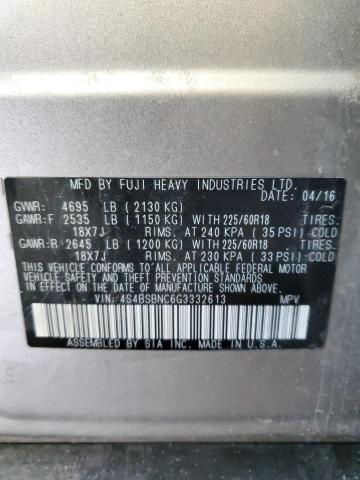 MFD BY FUJI HEAVY INDUSTRIES LTD.
DATE: 04/16
GVWR: 4695 LB ( 2130 KG)
GAWR:F 2535 LB ( 1150 KG) WITH 225/60R18 TIRES.
18X7J RIMS, AT 240 KPA ( 35 PSI) COLD
GAWR:R 2645 LB ( 1200 KG) WITH 225/60R18 TIRES.
18X7J RIMS, AT 230 KPA ( 33 PSI) COLD
THIS VEHICLE CONFORMS TO ALL APPLICABLE FEDERAL MOTOR
VEHICLE SAFETY STANDARDS IN EFFECT ON THE DATE OF
MANUFACTURE SHOWN ABOVE.
VIN: 4S4BSBNC6G3332613 MPV
ASSEMBLED BY SIA INC. IN U.S.A.